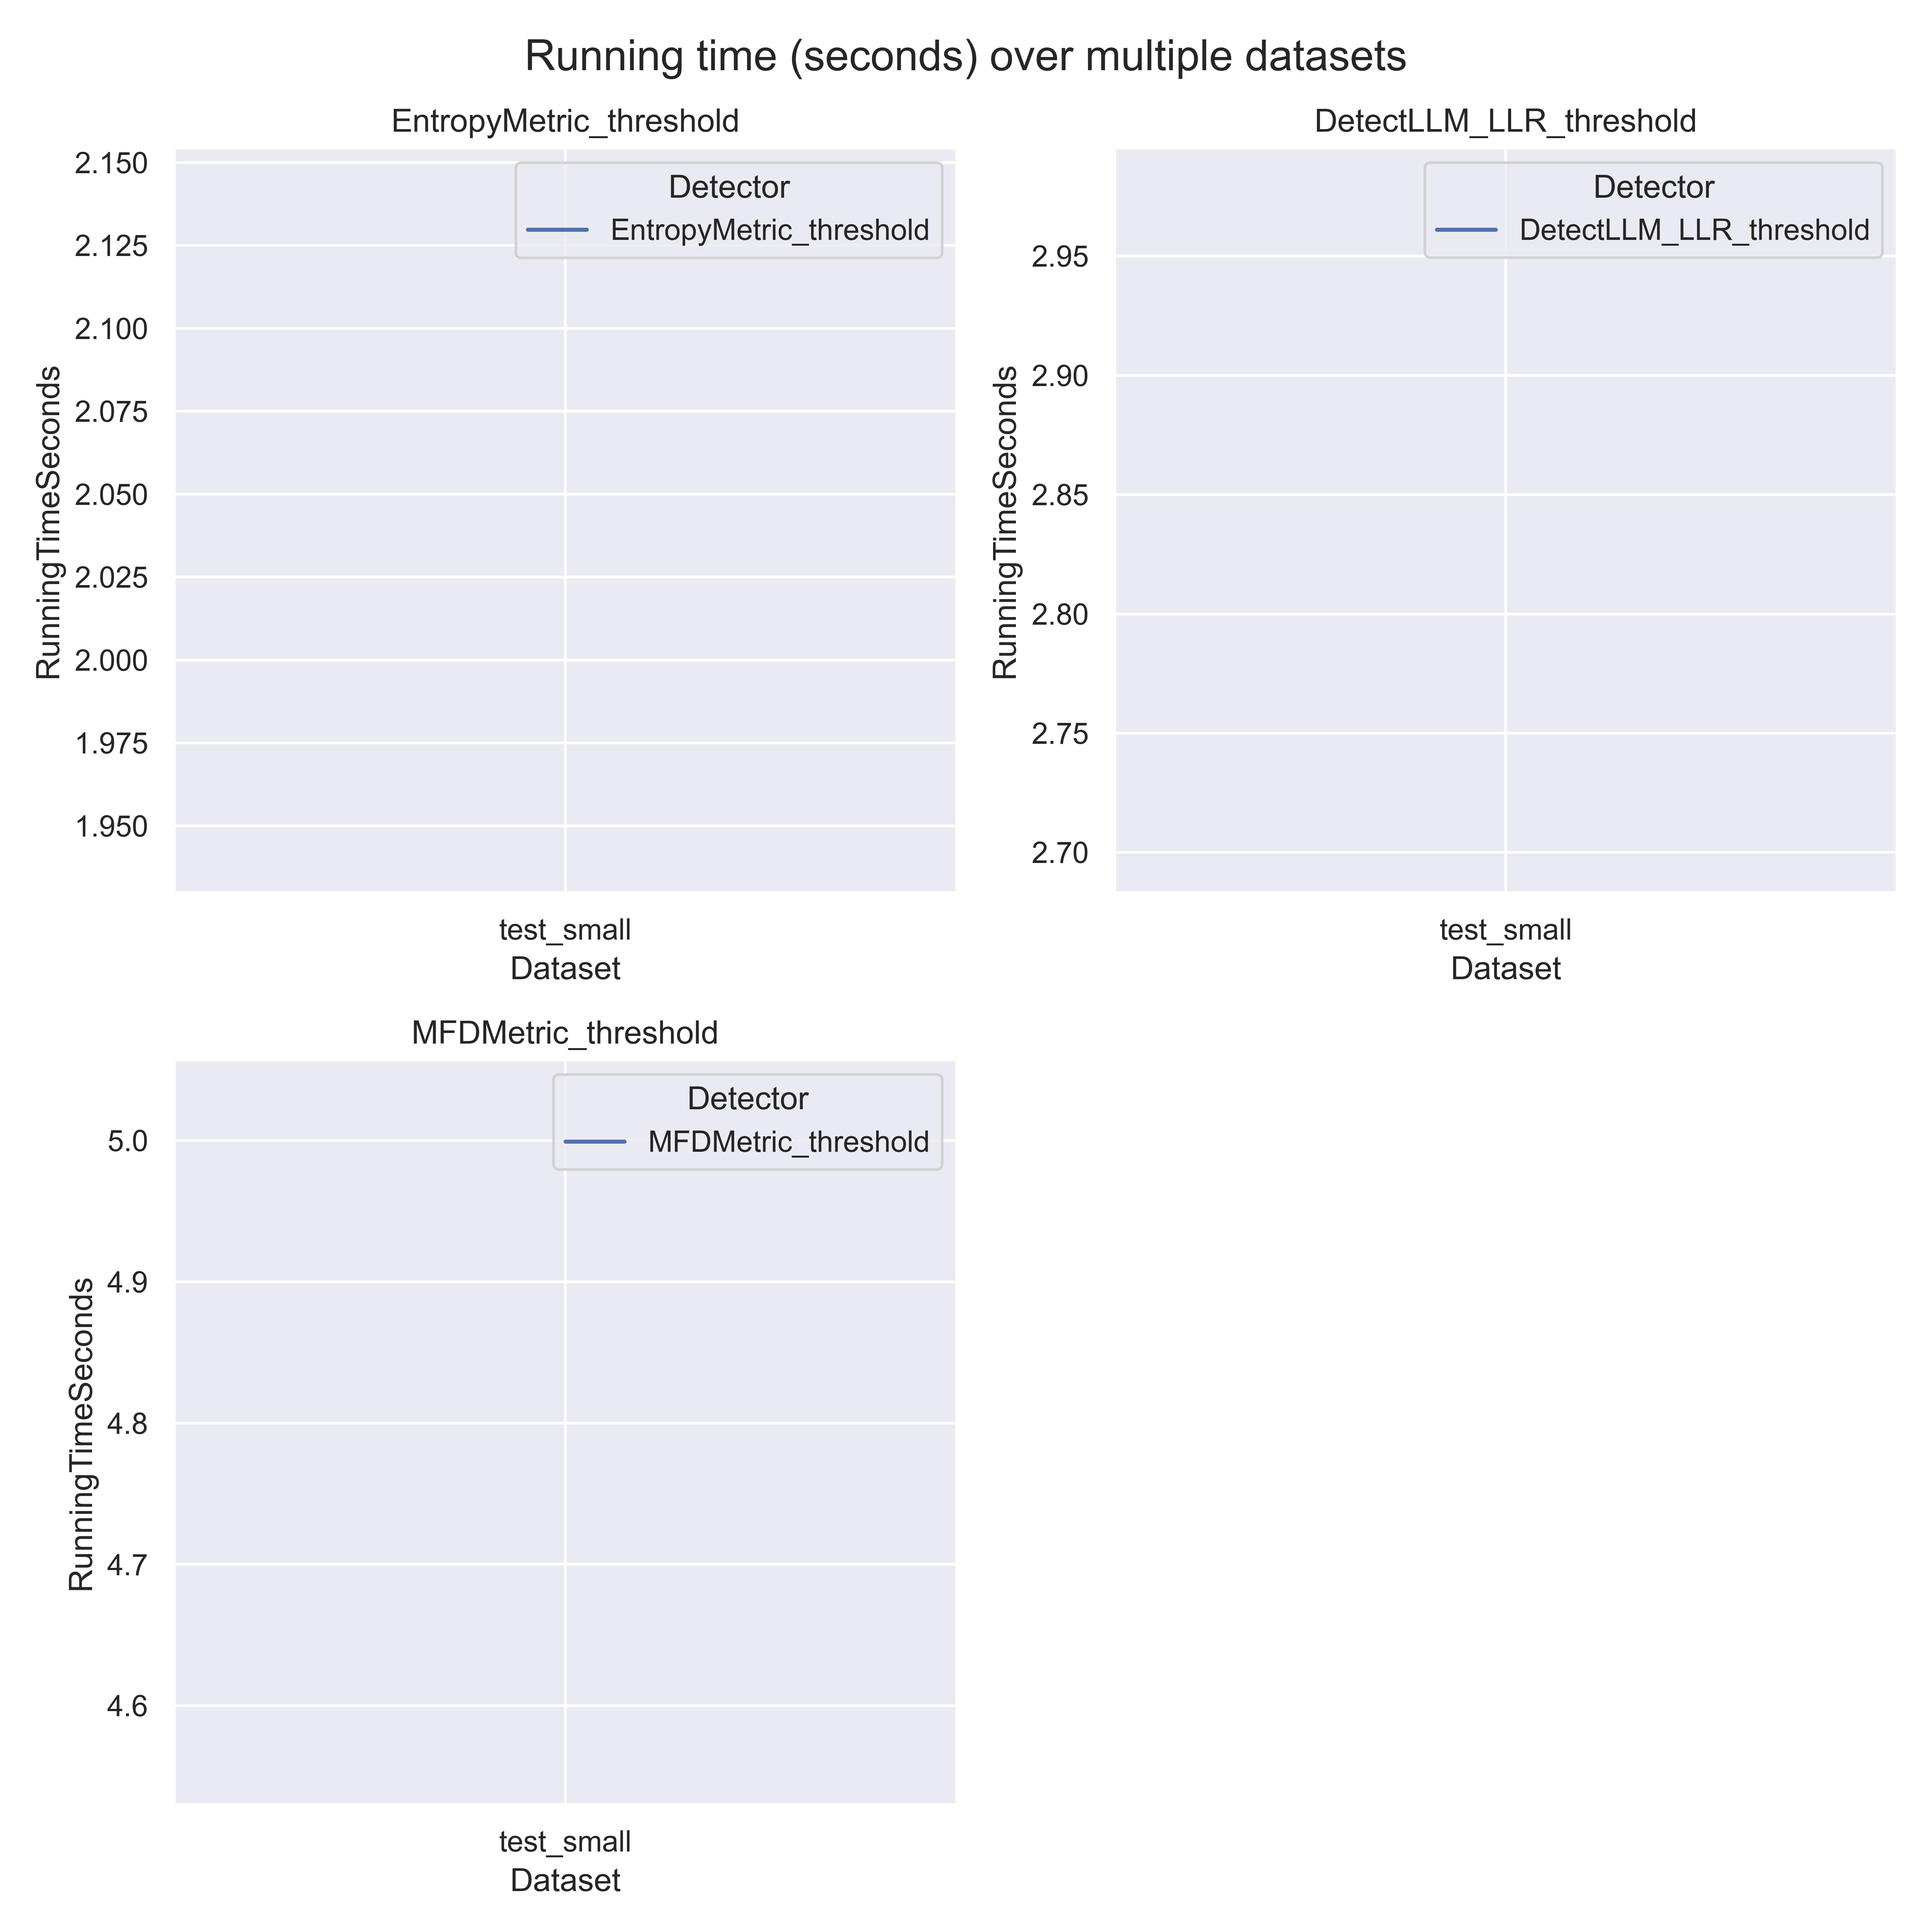 Running time (seconds) over multiple datasets
EntropyMetric_threshold
2.150
2.125
2.100
2.075
2.050
2.025
2.000
1.975
1.950
RunningTimeSeconds
Detector
EntropyMetric_threshold
test_small
Dataset
DetectLLM_LLR_threshold
2.95
2.90
2.85
2.80
2.75
2.70
RunningTimeSeconds
Detector
DetectLLM_LLR_threshold
test_small
Dataset
MFDMetric_threshold
5.0
4.9
4.8
4.7
4.6
RunningTimeSeconds
Detector
MFDMetric_threshold
test_small
Dataset